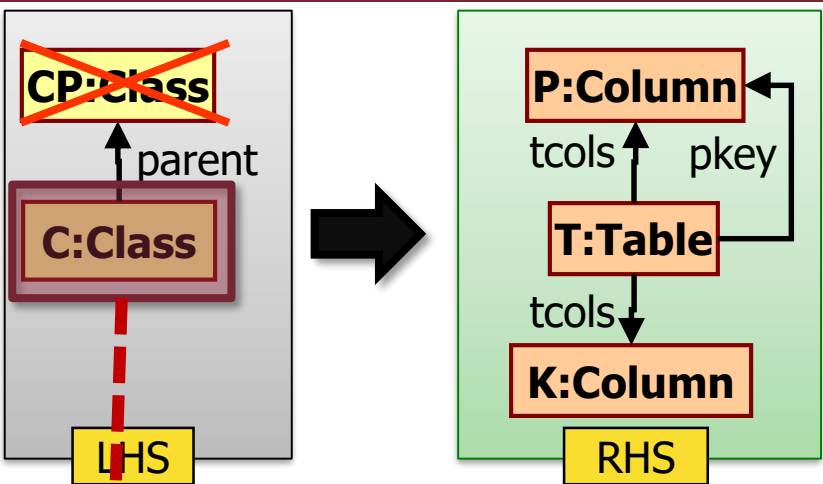 CP:Class
parent
C:Class
LHS
P:Column
tcols
pkey
T:Table
tcols
K:Column
RHS